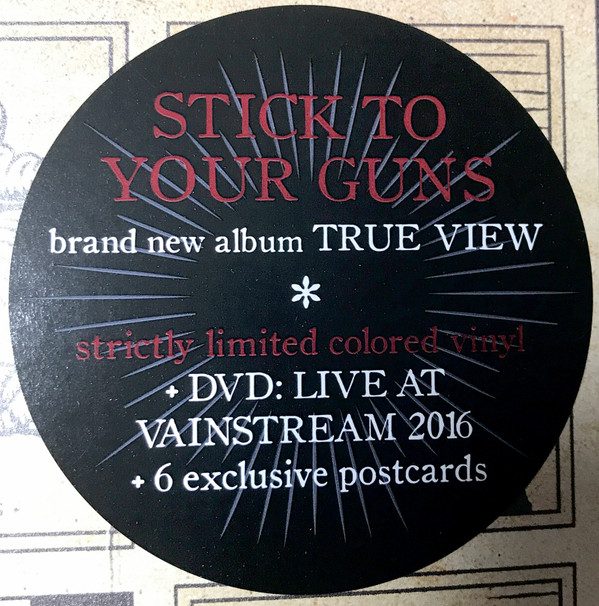 STICK TO
YOUR GUNS
brand new album TRUE VIEW
*
strictly limited colored vinyl
+ DVD: LIVE AT
VAINSTREAM 2016
+ 6 exclusive postcards